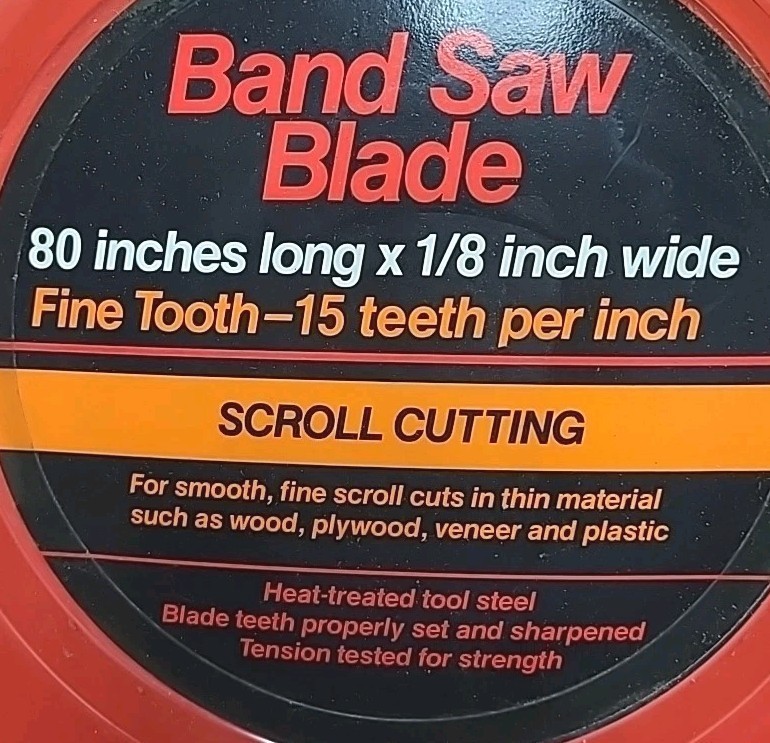 Band Saw
Blade
80 inches long x 1/8 inch wide
Fine Tooth–15 teeth per inch
SCROLL CUTTING
For smooth, fine scroll cuts in thin material
such as wood, plywood, veneer and plastic
Heat-treated tool steel
Blade teeth properly set and sharpened
Tension tested for strength